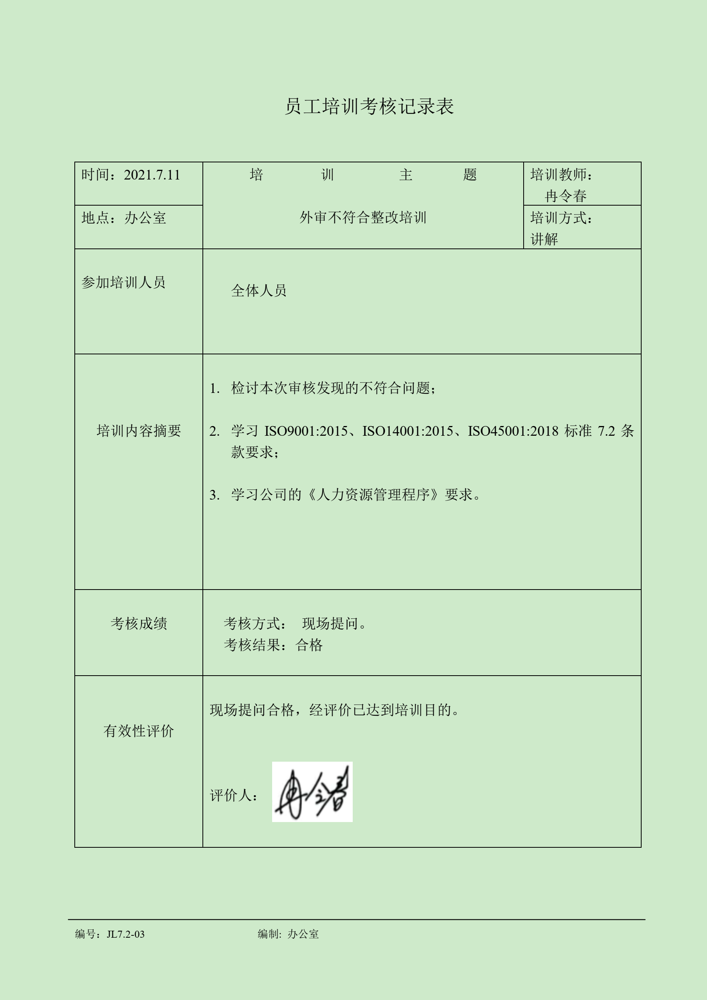 员工培训考核记录表
时间：2021.7.11
培 训 主 题
培训教师：
冉令春
地点：办公室
外审不符合整改培训
培训方式：
讲解
参加培训人员
全体人员
培训内容摘要
1. 检讨本次审核发现的不符合问题；
2. 学习 ISO9001:2015、ISO14001:2015、ISO45001:2018 标准 7.2 条
款要求；
3. 学习公司的《人力资源管理程序》要求。
考核成绩
考核方式： 现场提问。
考核结果：合格
有效性评价
现场提问合格，经评价已达到培训目的。
评价人： 冉令春
编号：JL7.2-03 编制: 办公室